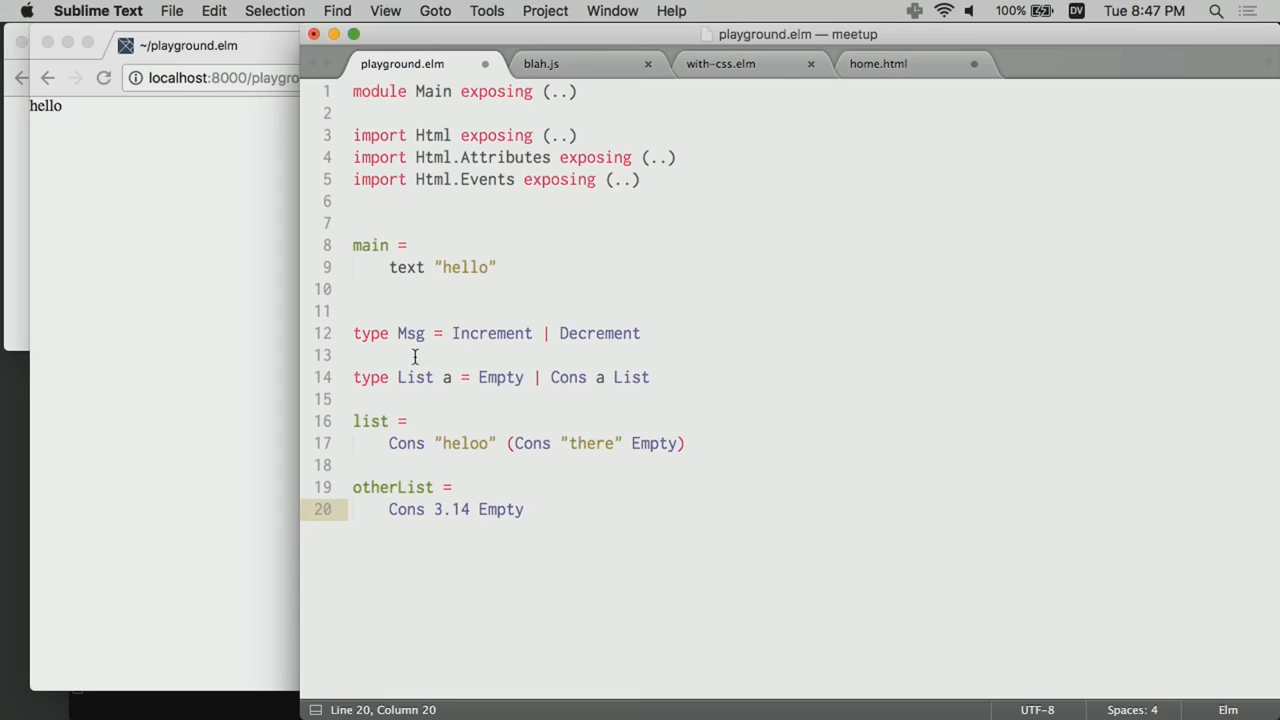 Sublime Text File Edit Selection Find View Goto Tools Project Window Help 100% DV Tue 8:47 PM
playground.elm — meetup
~/playground.elm
localhost:8000/playgro
hello
playground.elm blah.js with-css.elm home.html
1 module Main exposing (..)
2
3 import Html exposing (..)
4 import Html.Attributes exposing (..)
5 import Html.Events exposing (..)
6
7
8 main =
9 text "hello"
10
11
12 type Msg = Increment | Decrement
13
14 type List a = Empty | Cons a List
15
16 list =
17 Cons "heloo" (Cons "there" Empty)
18
19 otherList =
20 Cons 3.14 Empty
Line 20, Column 20 UTF-8 Spaces: 4 Elm